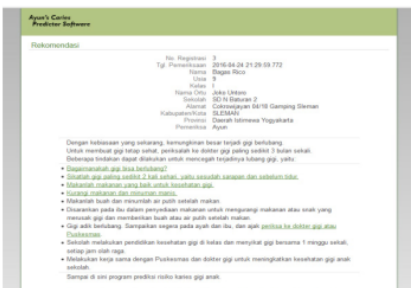 Ayun's Caries
Predictor Software
Rekomendasi
No. Registrasi 3
Tgl. Pemeriksaan 2016-04-24 21:29:59.772
Nama Bagas Rico
Usia 9
Kelas 1
Nama Ortu Joko Untoro
Sekolah SD N Baturan 2
Alamat Cokrowijayan 04/10 Gamping Sleman
Kabupaten/Kota SLEMAN
Provinsi Daerah Istimewa Yogyakarta
Pemeriksa Ayun
Dengan kebiasaan yang sekarang, kemungkinan besar terjadi gigi berlubang.
Untuk membuat gigi tetap sehat, periksalah ke dokter gigi paling sedikit 3 bulan sekali.
Beberapa tindakan dapat dilakukan untuk mencegah terjadinya lubang gigi, yaitu:
• Bagaimanakah gigi bisa berlubang?
• Sikatlah gigi paling sedikit 2 kali sehari, yaitu sesudah sarapan dan sebelum tidur.
• Makanlah makanan yang baik untuk kesehatan gigi.
• Kurangi makanan dan minuman manis.
• Makanlah buah dan minumlah air putih setelah makan.
• Disarankan pada ibu dalam penyediaan makanan untuk mengurangi makanan atau snak yang
merusak gigi dan memberikan buah atau air putih setelah makan.
• Gigi adik berlubang. Sampaikan segera pada ayah dan ibu, dan ajak periksa ke dokter gigi atau
Puskesmas.
• Sekolah melakukan pendidikan kesehatan gigi di kelas dan menyikat gigi bersama 1 minggu sekali,
setiap jam olah raga.
• Melakukan kerja sama dengan Puskesmas dan dokter gigi untuk meningkatkan kesehatan gigi anak
sekolah.
Sampai di sini program prediksi risiko karies gigi anak.